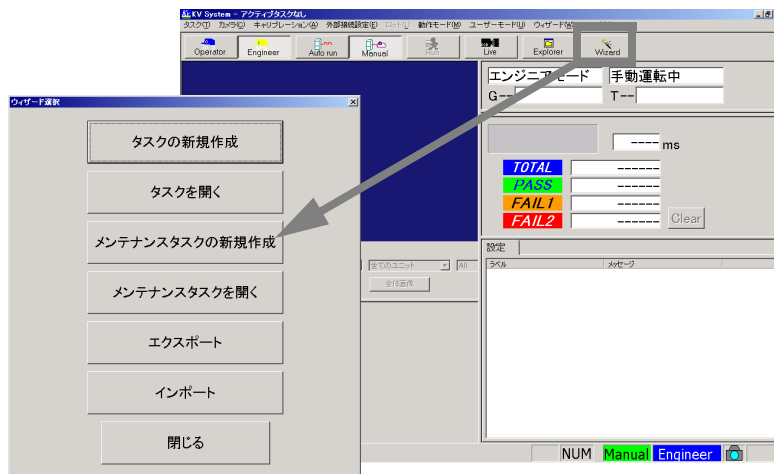 KV System - アクティブタスクなし
タスク(T) カメラ(C) キャリブレーション(A) 外部接続設定(E) ロット(L) 動作モード(M) ユーザーモード(U) ウィザード(W)
Operator Engineer Auto run Manual Run Live Explorer Wizard
エンジニアモード 手動運転中
G-- T--
---- ms
TOTAL ------
PASS ------
FAIL1 ------
FAIL2 ------ Clear
設定
ラベル メッセージ
全てのユニット All
全体画像
NUM Manual Engineer
ウィザード選択
タスクの新規作成
タスクを開く
メンテナンスタスクの新規作成
メンテナンスタスクを開く
エクスポート
インポート
閉じる